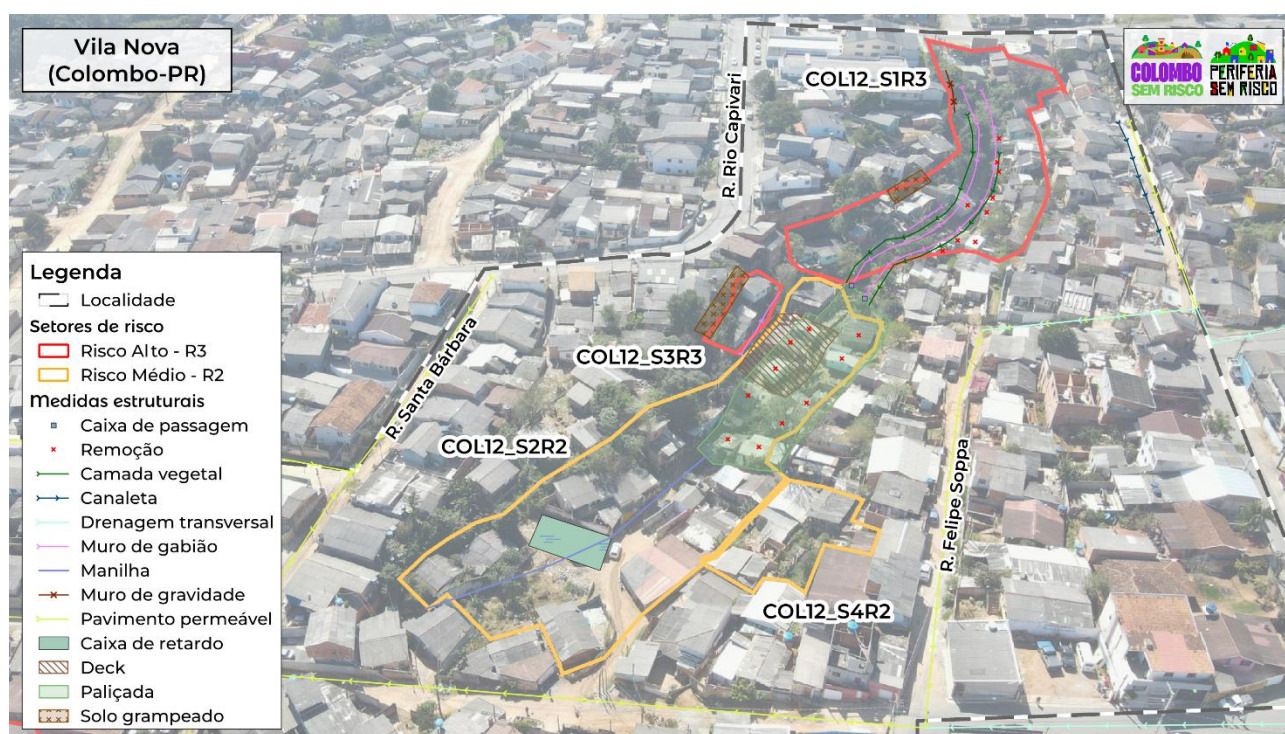 Vila Nova
(Colombo-PR)
COLOMBO
SEM RISCO
PERIFERIA
SEM RISCO
COL12_S1R3
R. Rio Capivari
COL12_S3R3
R. Santa Bárbara
COL12_S2R2
R. Felipe Soppa
COL12_S4R2
Legenda
Localidade
Setores de risco
Risco Alto - R3
Risco Médio - R2
Medidas estruturais
Caixa de passagem
Remoção
Camada vegetal
Canaleta
Drenagem transversal
Muro de gabião
Manilha
Muro de gravidade
Pavimento permeável
Caixa de retardo
Deck
Paliçada
Solo grampeado